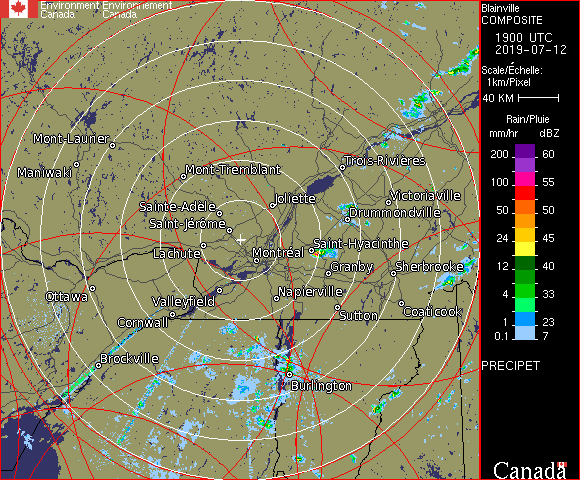 Environment Environnement
Canada Canada
Blainville
COMPOSITE
1900 UTC
2019-07-12
Scale/Échelle:
1km/Pixel
40 KM
Rain/Pluie
mm/hr dBZ
200 60
100 55
50 50
24 45
12 40
4 33
1 23
0.1 7
PRECIPET
Mont-Laurier
Maniwaki
Mont-Tremblant
Trois-Rivières
Joliette
Victoriaville
Sainte-Adèle
Drummondville
Saint-Jérôme
Saint-Hyacinthe
Lachute
Montréal
Granby
Sherbrooke
Ottawa
Valleyfield
Napierville
Coaticook
Cornwall
Sutton
Brockville
Burlington
Canada